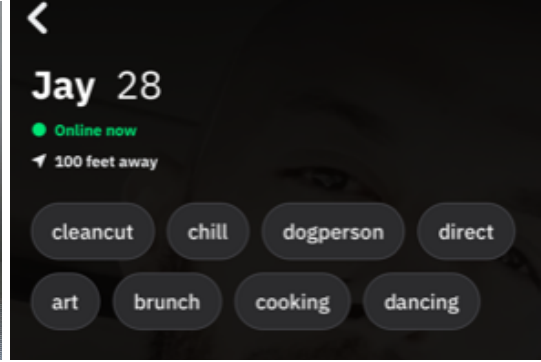 Jay 28
Online now
100 feet away
cleancut chill dogperson direct
art brunch cooking dancing